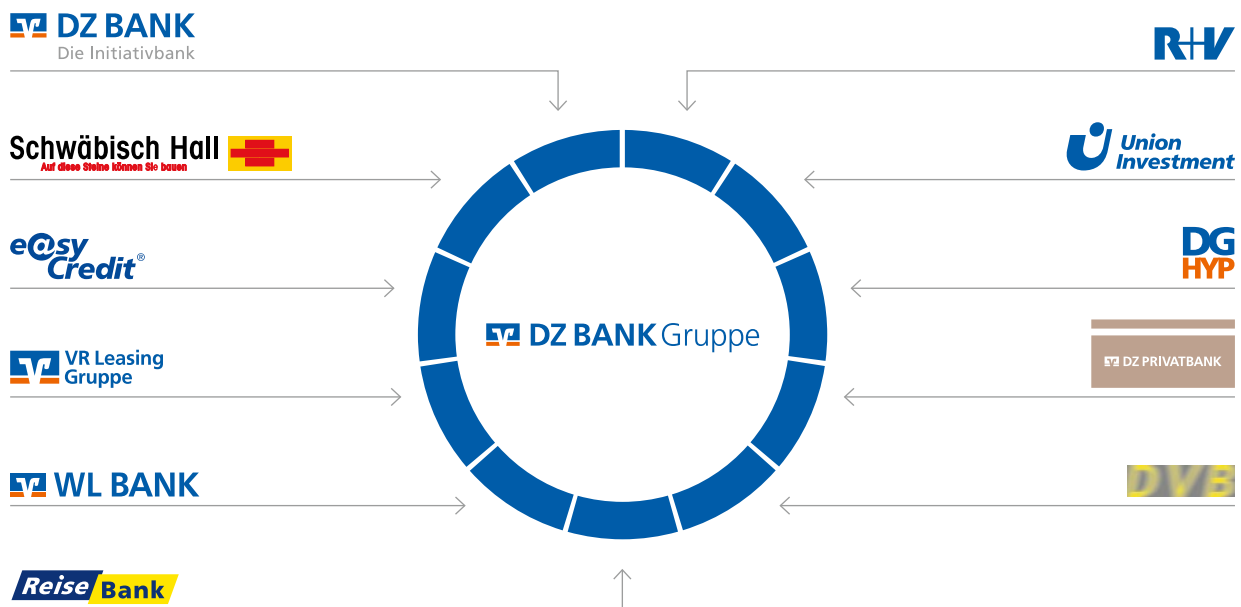 DZ BANK
Die Initiativbank
R+V
Schwäbisch Hall
Auf diese Steine können Sie bauen
Union
Investment
e@sy
Credit®
DG
HYP
DZ BANK Gruppe
VR Leasing
Gruppe
DZ PRIVATBANK
WL BANK
DVB
Reise Bank